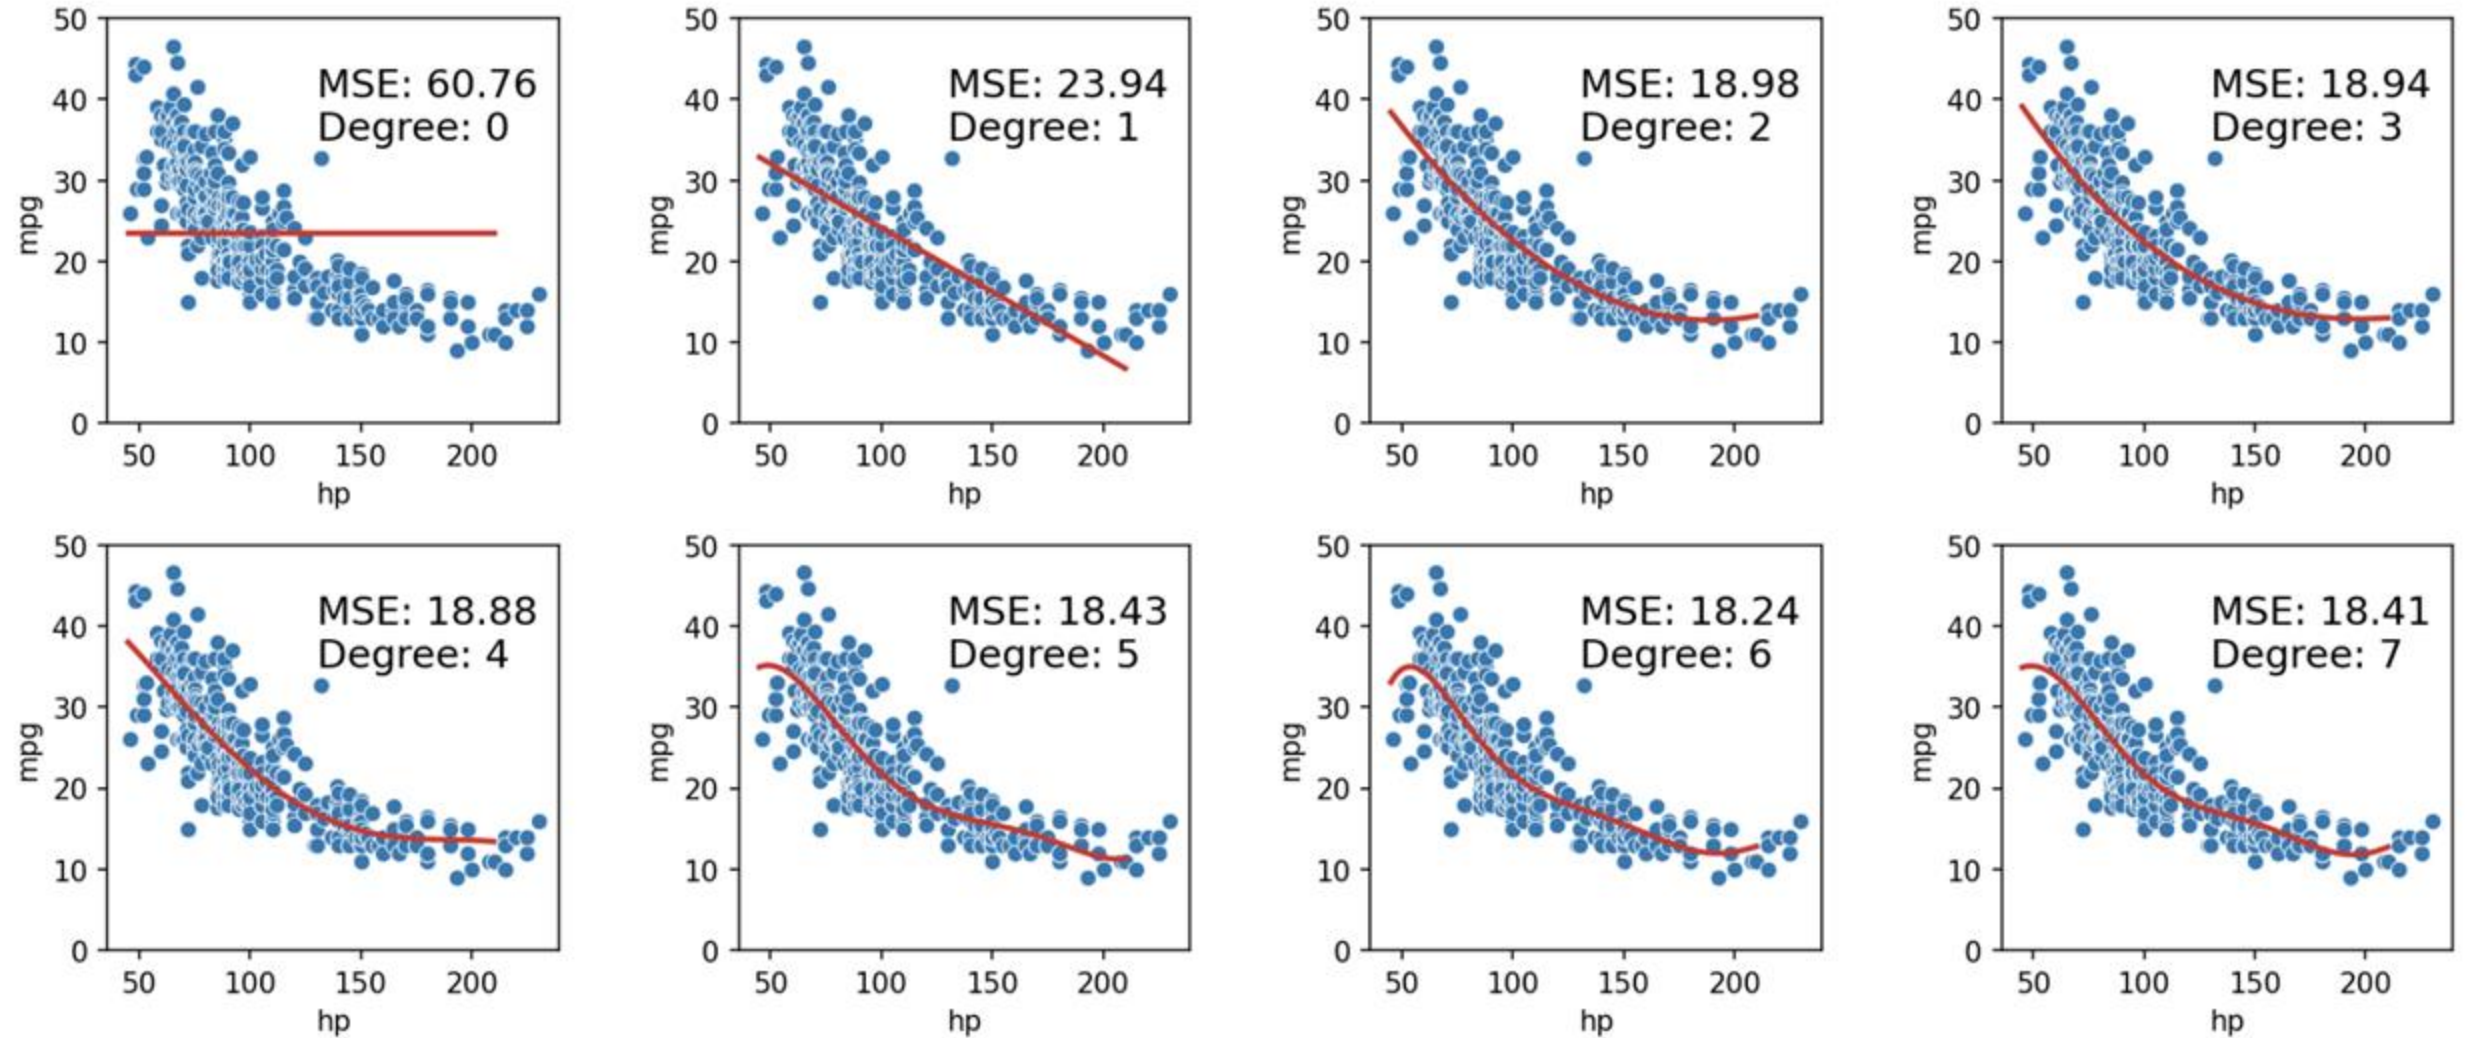 50
40
30
20
10
0
mpg
50
100
150
200
hp
MSE: 60.76
Degree: 0
50
40
30
20
10
0
mpg
50
100
150
200
hp
MSE: 23.94
Degree: 1
50
40
30
20
10
0
mpg
50
100
150
200
hp
MSE: 18.98
Degree: 2
50
40
30
20
10
0
mpg
50
100
150
200
hp
MSE: 18.94
Degree: 3
50
40
30
20
10
0
mpg
50
100
150
200
hp
MSE: 18.88
Degree: 4
50
40
30
20
10
0
mpg
50
100
150
200
hp
MSE: 18.43
Degree: 5
50
40
30
20
10
0
mpg
50
100
150
200
hp
MSE: 18.24
Degree: 6
50
40
30
20
10
0
mpg
50
100
150
200
hp
MSE: 18.41
Degree: 7